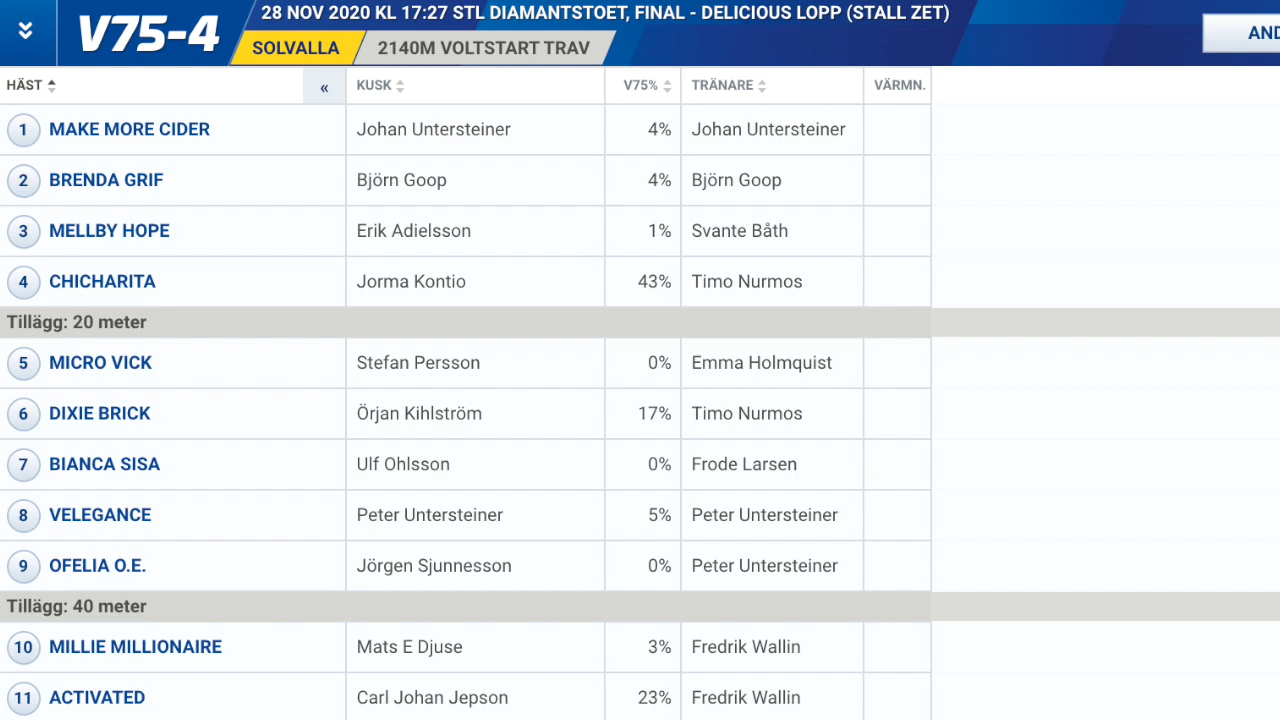 V75-4
28 NOV 2020 KL 17:27 STL DIAMANTSTOET, FINAL - DELICIOUS LOPP (STALL ZET)
SOLVALLA 2140M VOLTSTART TRAV
AND
HÄST « KUSK V75% TRÄNARE VÄRMN.
1 MAKE MORE CIDER Johan Untersteiner 4% Johan Untersteiner
2 BRENDA GRIF Björn Goop 4% Björn Goop
3 MELLBY HOPE Erik Adielsson 1% Svante Båth
4 CHICHARITA Jorma Kontio 43% Timo Nurmos
Tillägg: 20 meter
5 MICRO VICK Stefan Persson 0% Emma Holmquist
6 DIXIE BRICK Örjan Kihlström 17% Timo Nurmos
7 BIANCA SISA Ulf Ohlsson 0% Frode Larsen
8 VELEGANCE Peter Untersteiner 5% Peter Untersteiner
9 OFELIA O.E. Jörgen Sjunnesson 0% Peter Untersteiner
Tillägg: 40 meter
10 MILLIE MILLIONAIRE Mats E Djuse 3% Fredrik Wallin
11 ACTIVATED Carl Johan Jepson 23% Fredrik Wallin